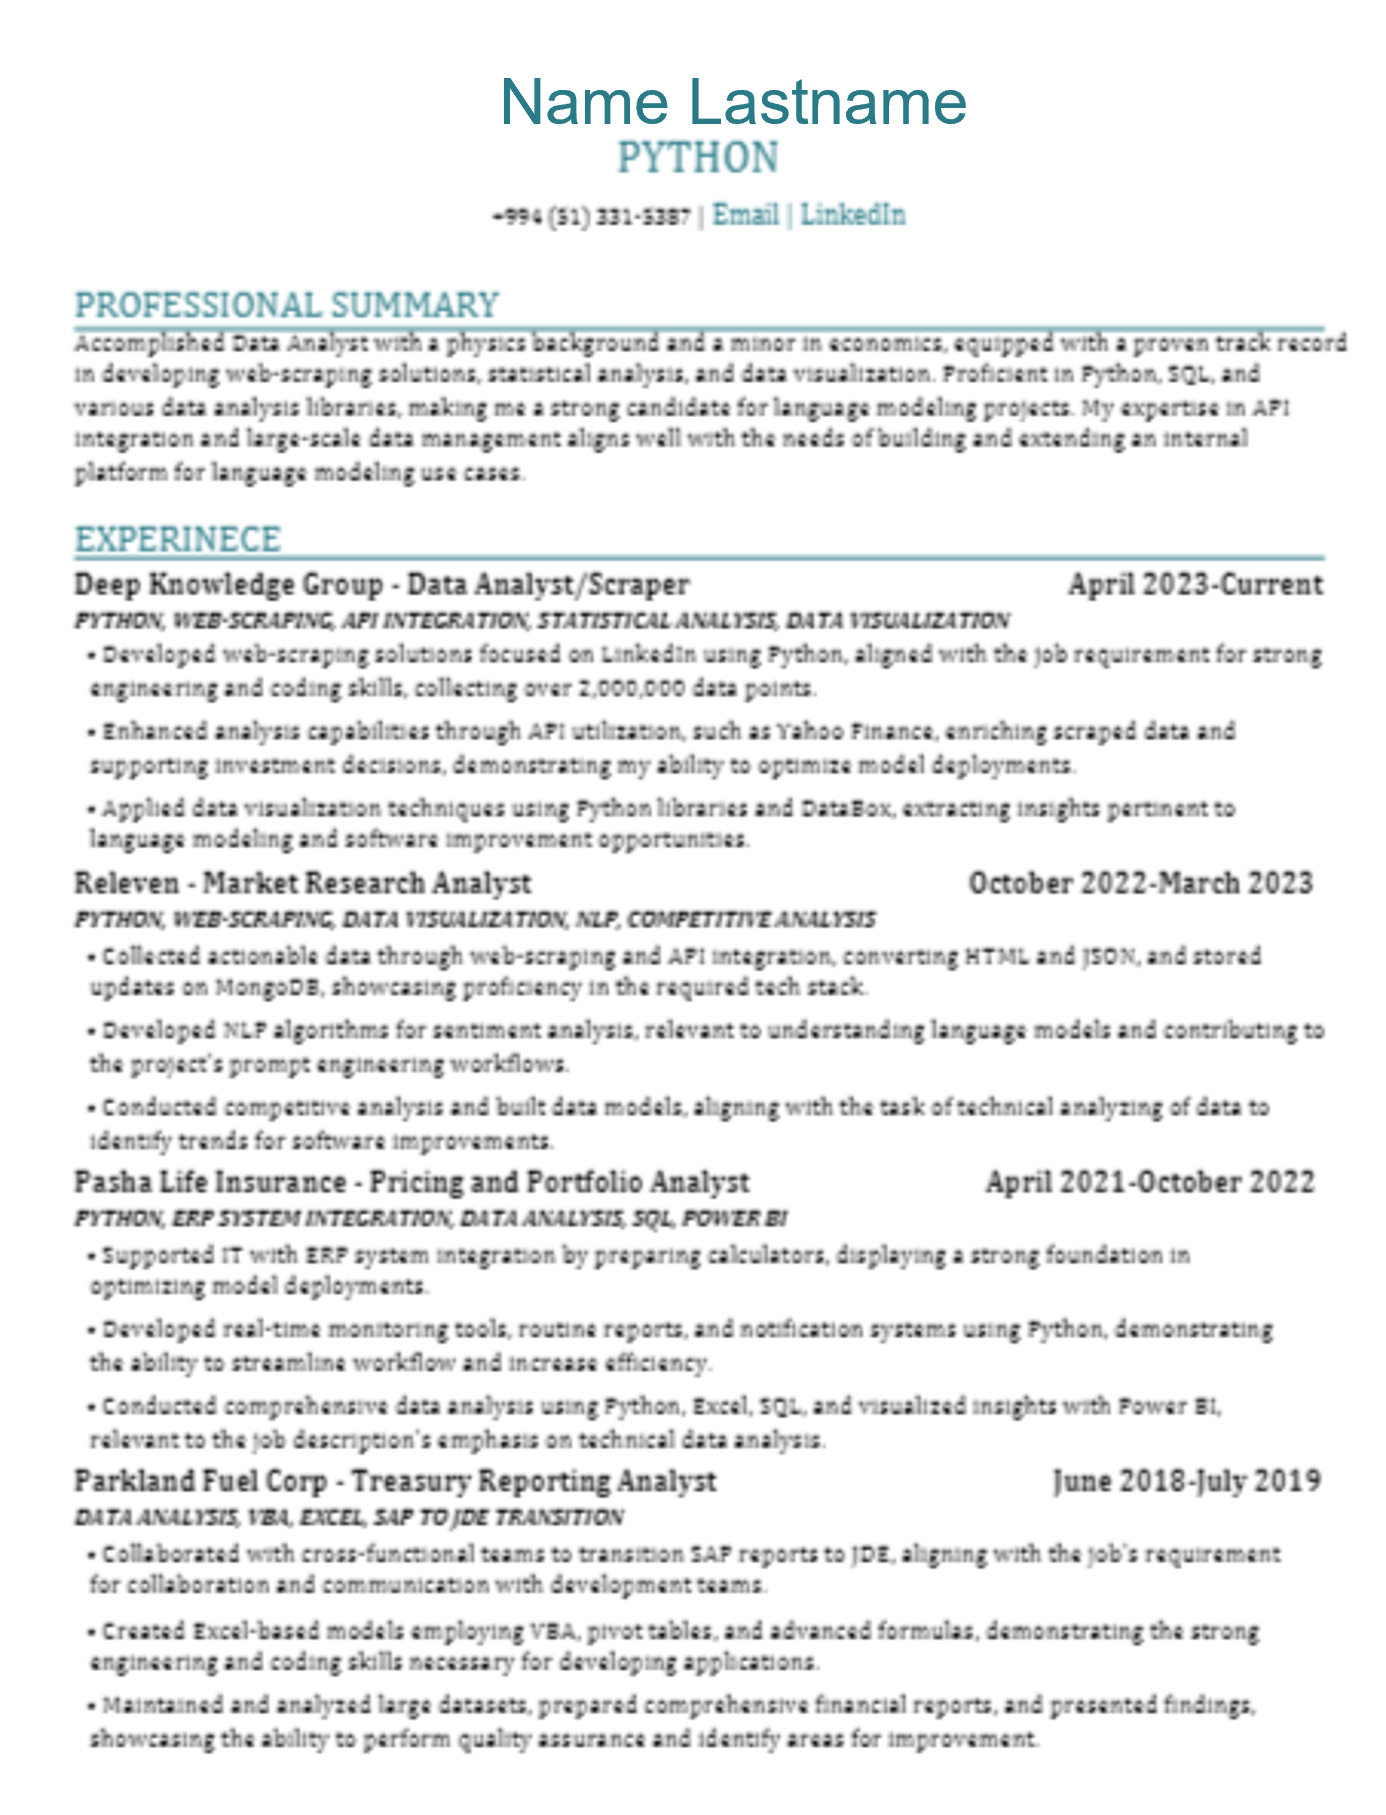 Name Lastname
PYTHON
+994 (51) 331-5387 | Email | LinkedIn
PROFESSIONAL SUMMARY
Accomplished Data Analyst with a physics background and a minor in economics, equipped with a proven track record
in developing web-scraping solutions, statistical analysis, and data visualization. Proficient in Python, SQL, and
various data analysis libraries, making me a strong candidate for language modeling projects. My expertise in API
integration and large-scale data management aligns well with the needs of building and extending an internal
platform for language modeling use cases.
EXPERINECE
Deep Knowledge Group - Data Analyst/Scraper April 2023-Current
PYTHON, WEB-SCRAPING, API INTEGRATION, STATISTICAL ANALYSIS, DATA VISUALIZATION
• Developed web-scraping solutions focused on LinkedIn using Python, aligned with the job requirement for strong
engineering and coding skills, collecting over 2,000,000 data points.
• Enhanced analysis capabilities through API utilization, such as Yahoo Finance, enriching scraped data and
supporting investment decisions, demonstrating my ability to optimize model deployments.
• Applied data visualization techniques using Python libraries and DataBox, extracting insights pertinent to
language modeling and software improvement opportunities.
Releven - Market Research Analyst October 2022-March 2023
PYTHON, WEB-SCRAPING, DATA VISUALIZATION, NLP, COMPETITIVE ANALYSIS
• Collected actionable data through web-scraping and API integration, converting HTML and JSON, and stored
updates on MongoDB, showcasing proficiency in the required tech stack.
• Developed NLP algorithms for sentiment analysis, relevant to understanding language models and contributing to
the project's prompt engineering workflows.
• Conducted competitive analysis and built data models, aligning with the task of technical analyzing of data to
identify trends for software improvements.
Pasha Life Insurance - Pricing and Portfolio Analyst April 2021-October 2022
PYTHON, ERP SYSTEM INTEGRATION, DATA ANALYSIS, SQL, POWER BI
• Supported IT with ERP system integration by preparing calculators, displaying a strong foundation in
optimizing model deployments.
• Developed real-time monitoring tools, routine reports, and notification systems using Python, demonstrating
the ability to streamline workflow and increase efficiency.
• Conducted comprehensive data analysis using Python, Excel, SQL, and visualized insights with Power BI,
relevant to the job description's emphasis on technical data analysis.
Parkland Fuel Corp - Treasury Reporting Analyst June 2018-July 2019
DATA ANALYSIS, VBA, EXCEL, SAP TO JDE TRANSITION
• Collaborated with cross-functional teams to transition SAP reports to JDE, aligning with the job's requirement
for collaboration and communication with development teams.
• Created Excel-based models employing VBA, pivot tables, and advanced formulas, demonstrating the strong
engineering and coding skills necessary for developing applications.
• Maintained and analyzed large datasets, prepared comprehensive financial reports, and presented findings,
showcasing the ability to perform quality assurance and identify areas for improvement.